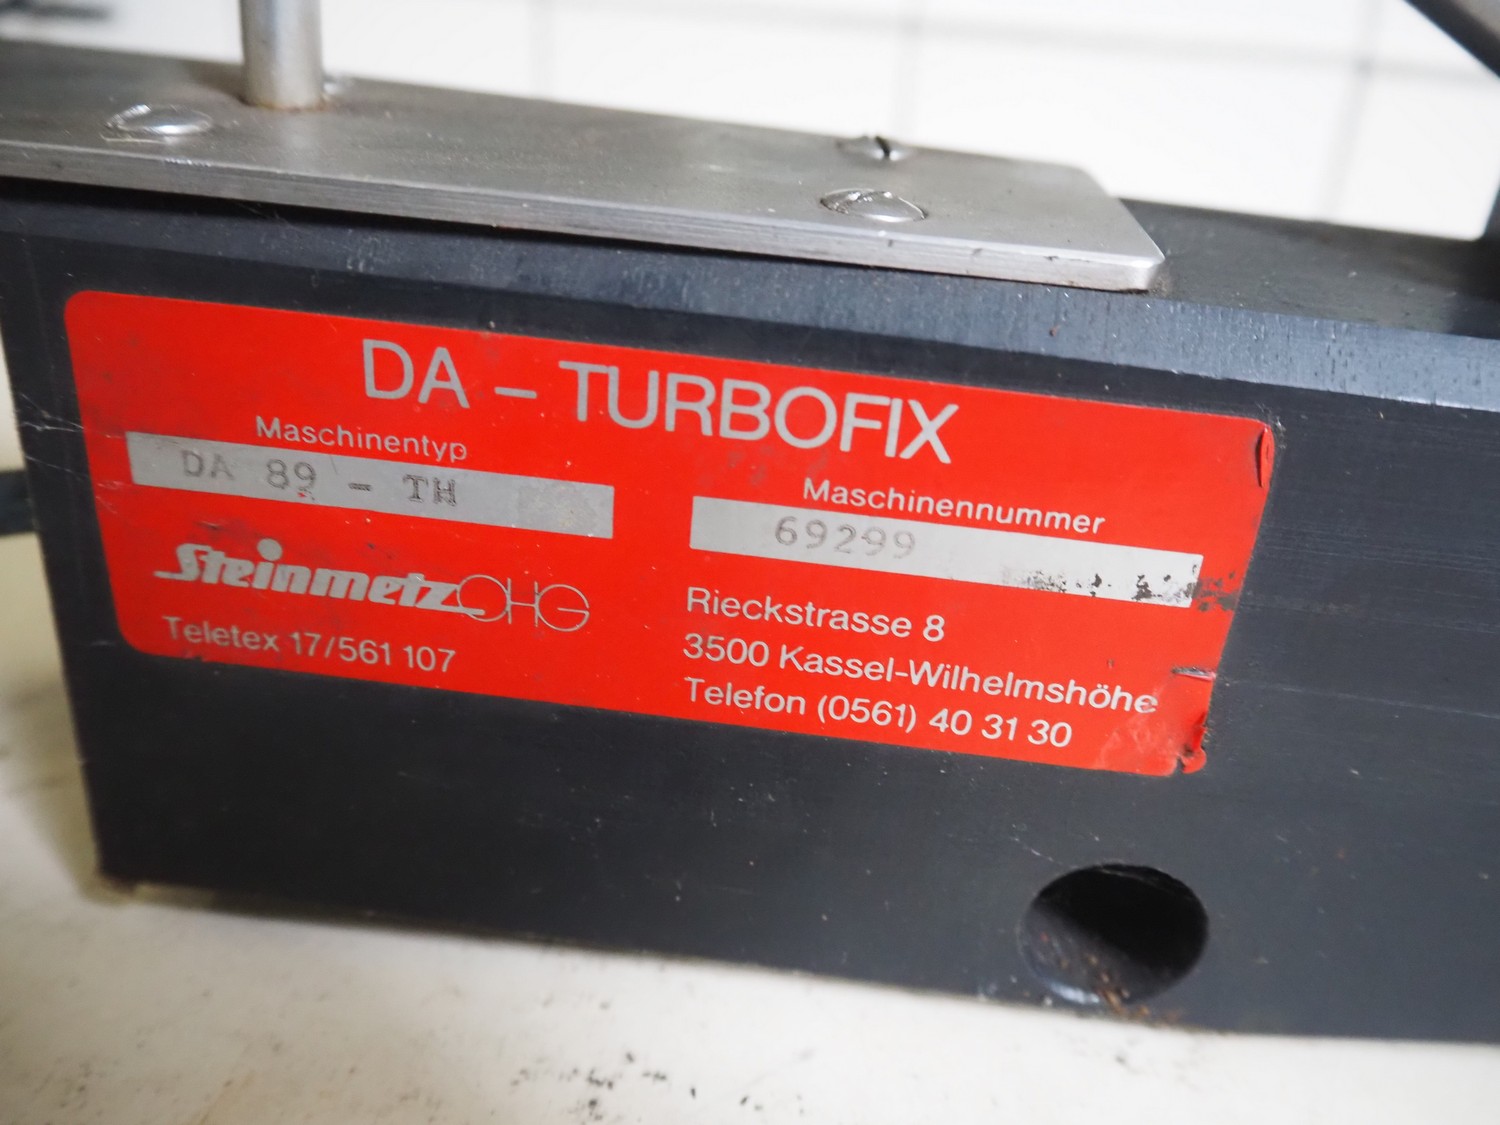 DA - TURBOFIX
Maschinentyp
DA 89 - TH
Maschinennummer
69299
Steinmetz OHG
Teletex 17/561 107
Rieckstrasse 8
3500 Kassel-Wilhelmshöhe
Telefon (0561) 40 31 30